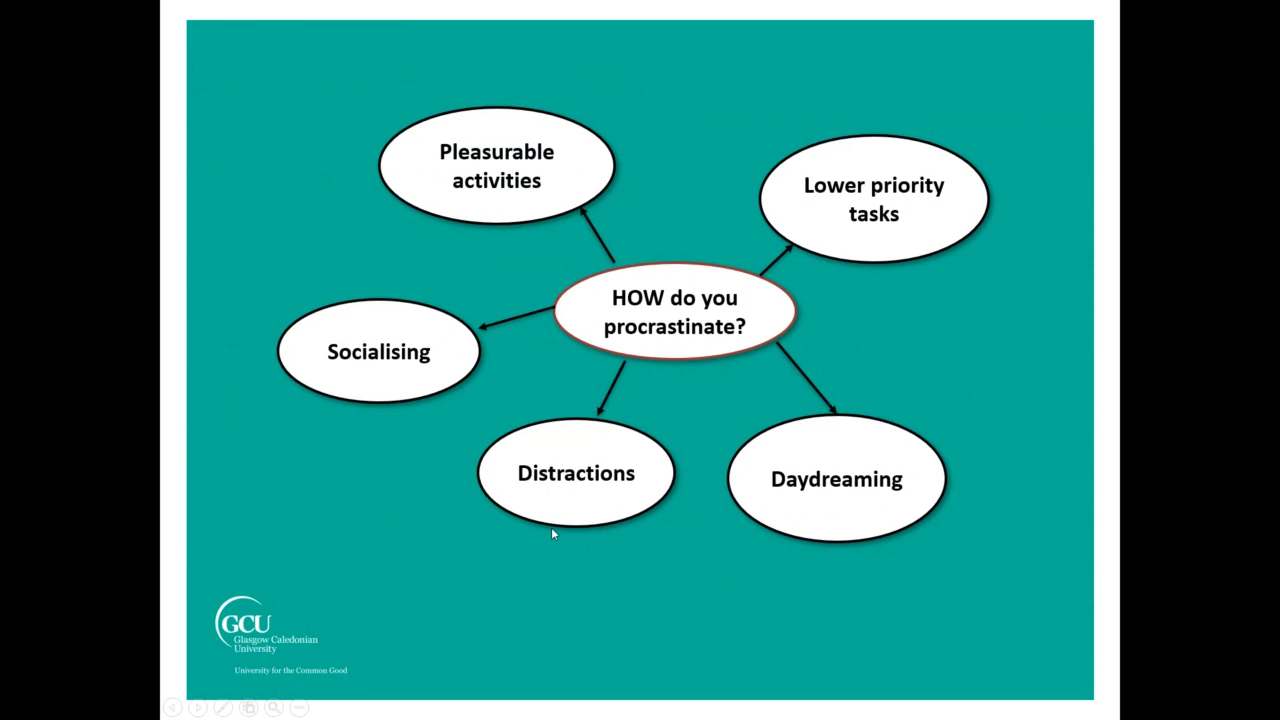 Pleasurable
activities
Lower priority
tasks
HOW do you
procrastinate?
Socialising
Distractions
Daydreaming
GCU
Glasgow Caledonian
University
University for the Common Good